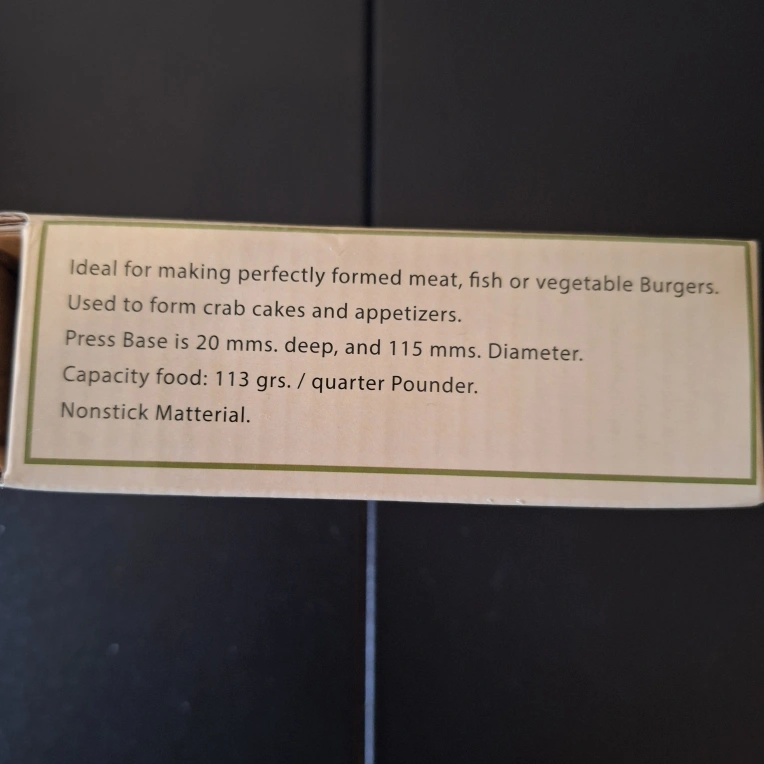 Ideal for making perfectly formed meat, fish or vegetable Burgers.
Used to form crab cakes and appetizers.
Press Base is 20 mms. deep, and 115 mms. Diameter.
Capacity food: 113 grs. / quarter Pounder.
Nonstick Matterial.